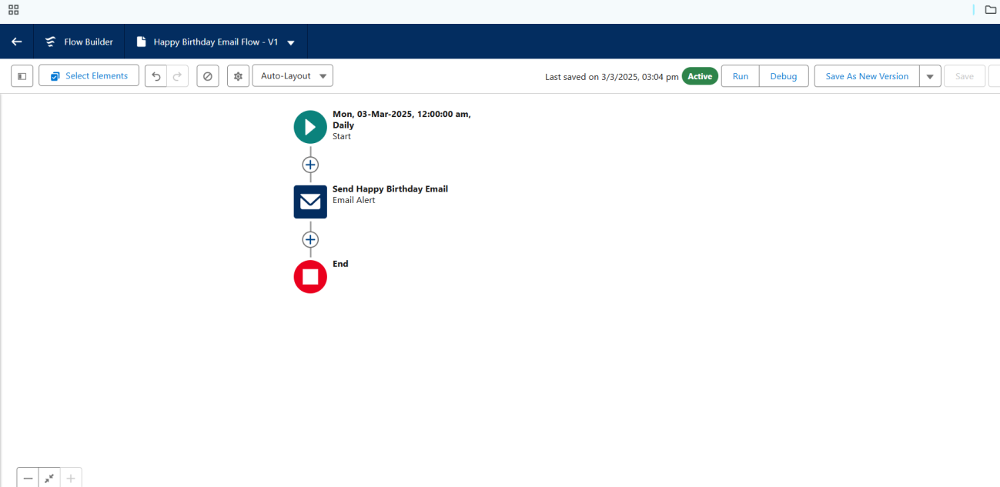 Flow Builder
Happy Birthday Email Flow - V1
Select Elements
Auto-Layout
Last saved on 3/3/2025, 03:04 pm
Active
Run
Debug
Save As New Version
Save
Mon, 03-Mar-2025, 12:00:00 am,
Daily
Start
Send Happy Birthday Email
Email Alert
End